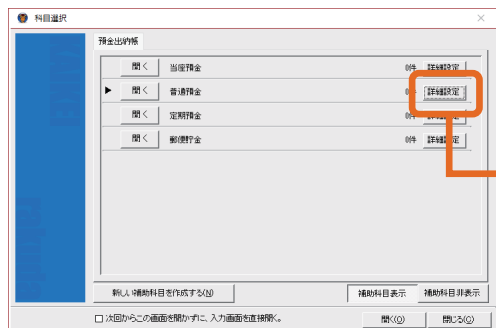 科目選択
預金出納帳
開く 当座預金 0件 詳細設定
開く 普通預金 0件 詳細設定
開く 定期預金 0件 詳細設定
開く 郵便貯金 0件 詳細設定
新しい補助科目を作成する(N) 補助科目表示 補助科目非表示
次回からこの画面を開かずに、入力画面を直接開く。 開く(O) 閉じる(C)